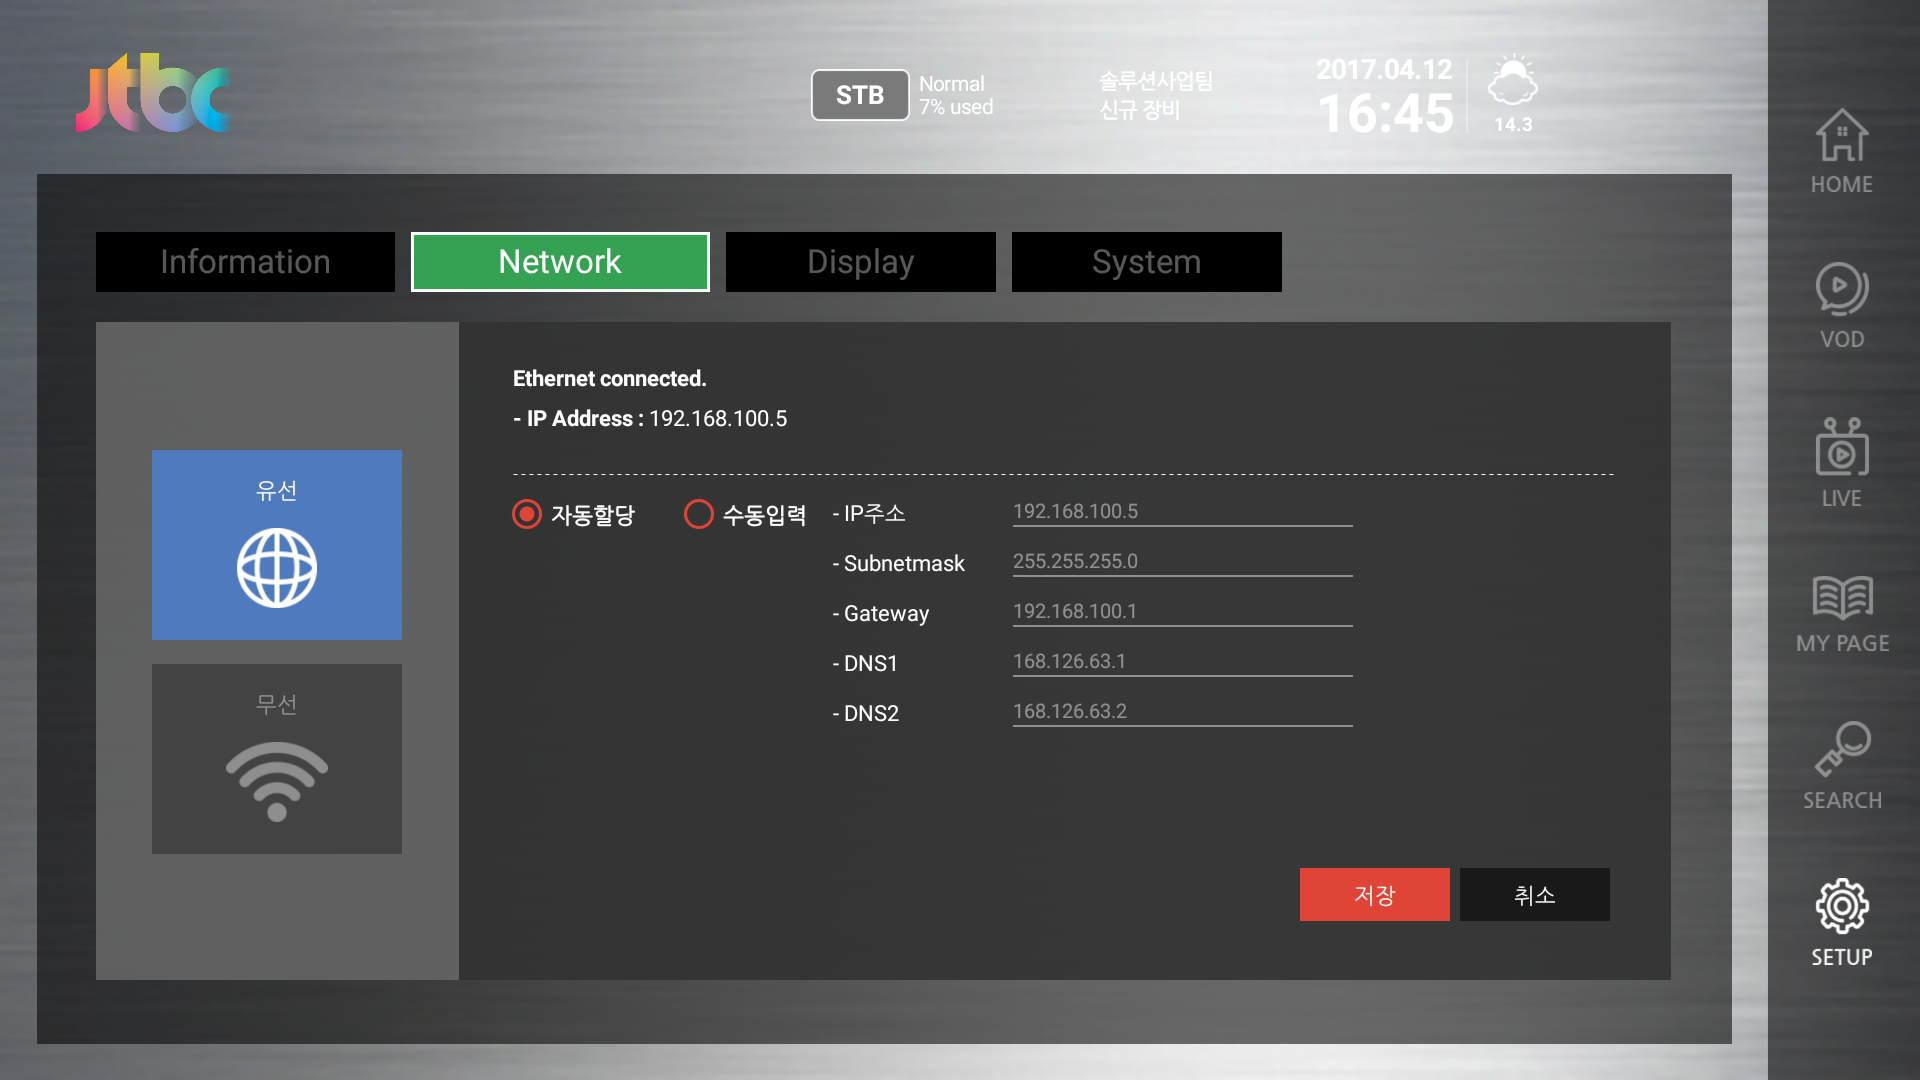 jtbc
STB
Normal
7% used
솔루션사업팀
신규 장비
2017.04.12
16:45
14.3
Information
Network
Display
System
유선
무선
Ethernet connected.
- IP Address : 192.168.100.5
자동할당
수동입력
- IP주소 192.168.100.5
- Subnetmask 255.255.255.0
- Gateway 192.168.100.1
- DNS1 168.126.63.1
- DNS2 168.126.63.2
저장
취소
HOME
VOD
LIVE
MY PAGE
SEARCH
SETUP